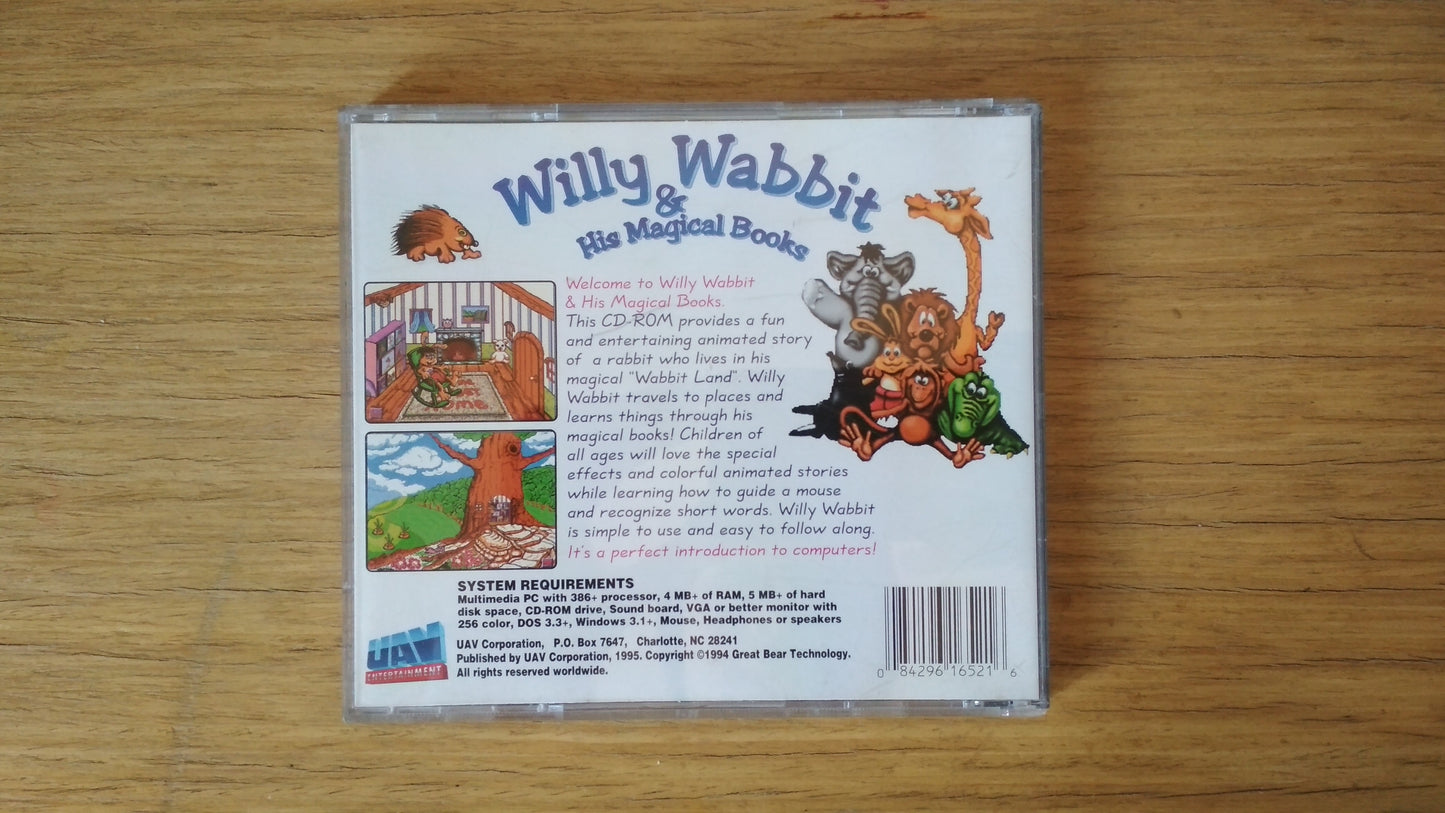 Willy Wabbit
&
His Magical Books
Welcome to Willy Wabbit
& His Magical Books.
This CD-ROM provides a fun
and entertaining animated story
of a rabbit who lives in his
magical "Wabbit Land". Willy
Wabbit travels to places and
learns things through his
magical books! Children of
all ages will love the special
effects and colorful animated stories
while learning how to guide a mouse
and recognize short words. Willy Wabbit
is simple to use and easy to follow along.
It's a perfect introduction to computers!
SYSTEM REQUIREMENTS
Multimedia PC with 386+ processor, 4 MB+ of RAM, 5 MB+ of hard
disk space, CD-ROM drive, Sound board, VGA or better monitor with
256 color, DOS 3.3+, Windows 3.1+, Mouse, Headphones or speakers
UAV
ENTERTAINMENT
UAV Corporation, P.O. Box 7647, Charlotte, NC 28241
Published by UAV Corporation, 1995. Copyright ©1994 Great Bear Technology.
All rights reserved worldwide.
0 84296 16521 6